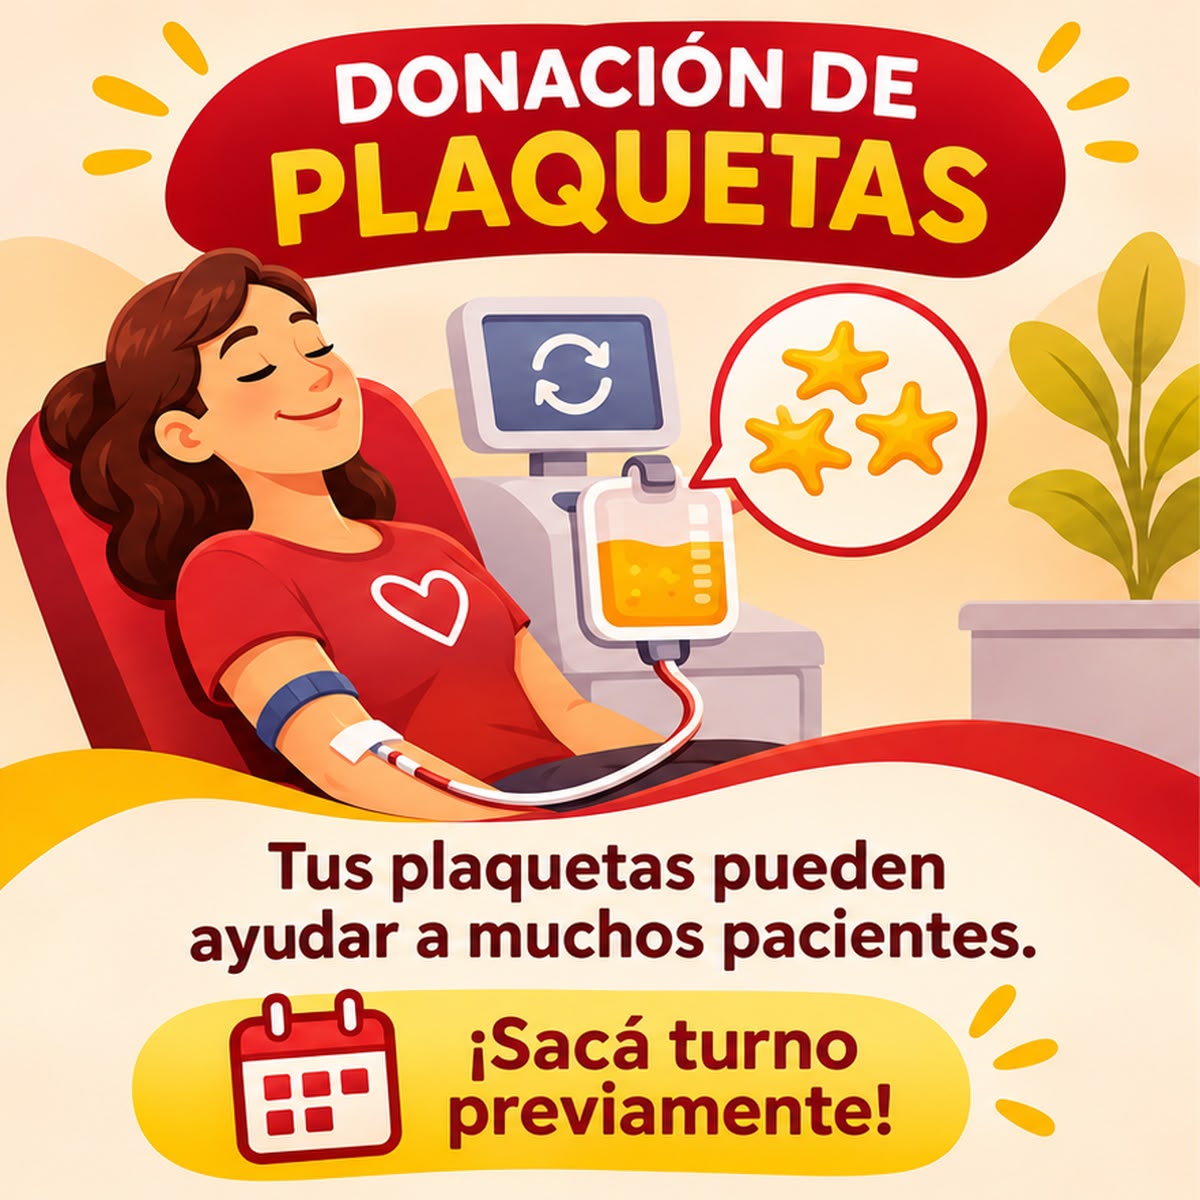 DONACIÓN DE
PLAQUETAS
Tus plaquetas pueden
ayudar a muchos pacientes.
¡Sacá turno
previamente!